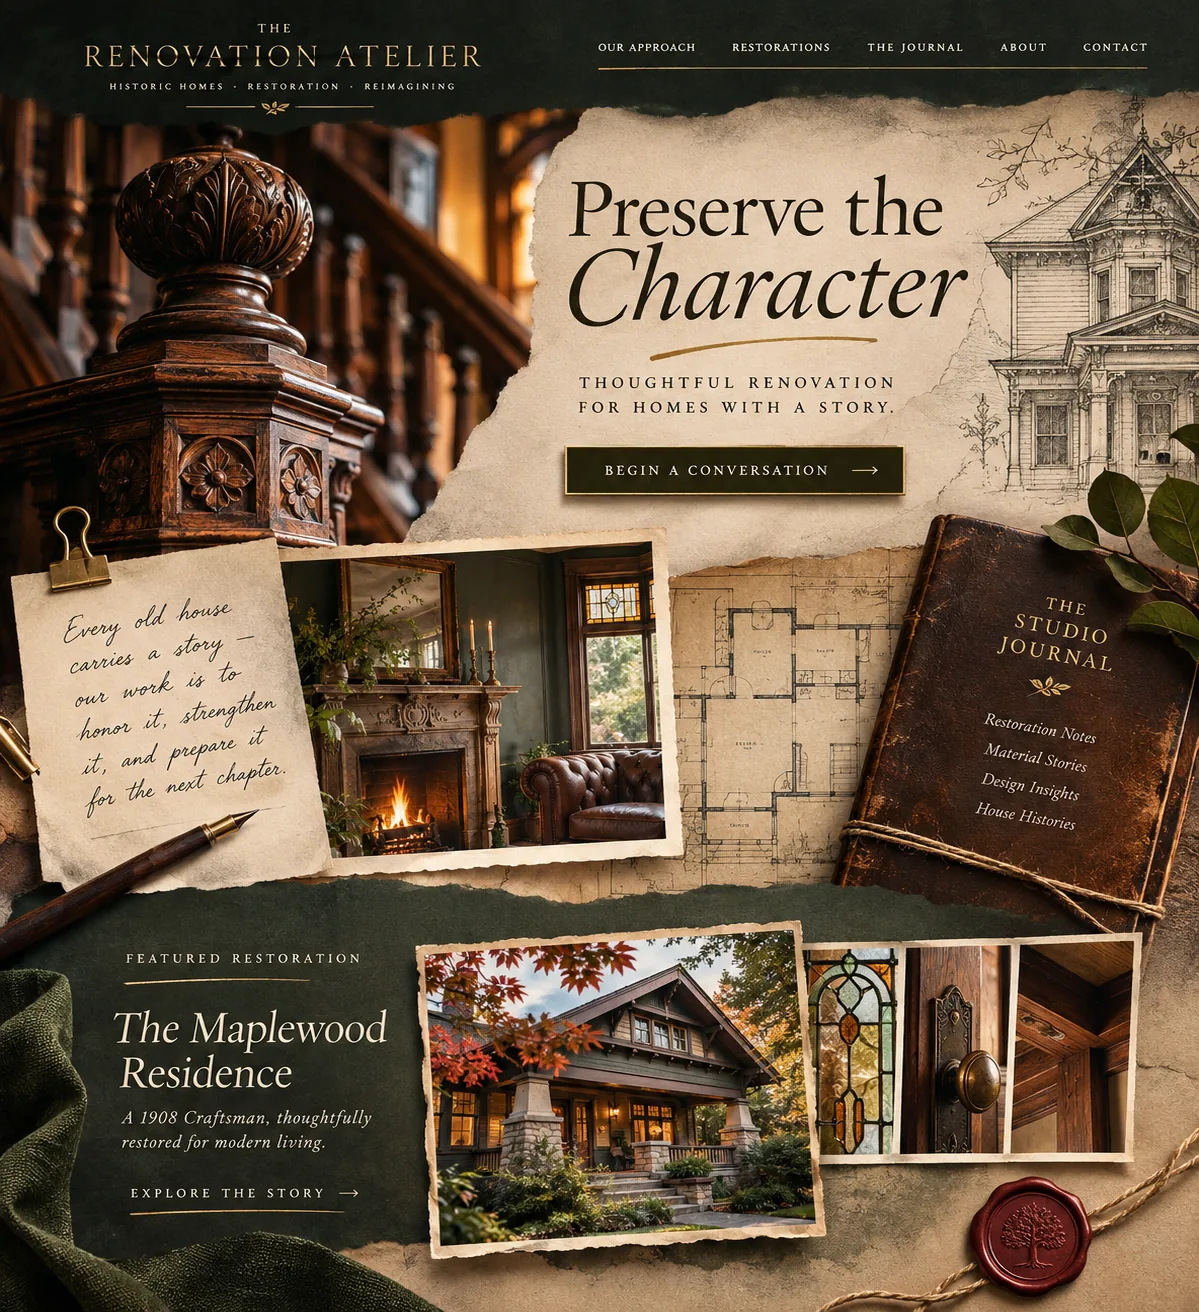 THE
RENOVATION ATELIER
HISTORIC HOMES · RESTORATION · REIMAGINING
OUR APPROACH
RESTORATIONS
THE JOURNAL
ABOUT
CONTACT
Preserve the
Character
THOUGHTFUL RENOVATION
FOR HOMES WITH A STORY.
BEGIN A CONVERSATION →
Every old house
carries a story —
our work is to
honor it, strengthen
it, and prepare it
for the next chapter.
THE
STUDIO
JOURNAL
Restoration Notes
Material Stories
Design Insights
House Histories
FEATURED RESTORATION
The Maplewood
Residence
A 1908 Craftsman, thoughtfully
restored for modern living.
EXPLORE THE STORY →